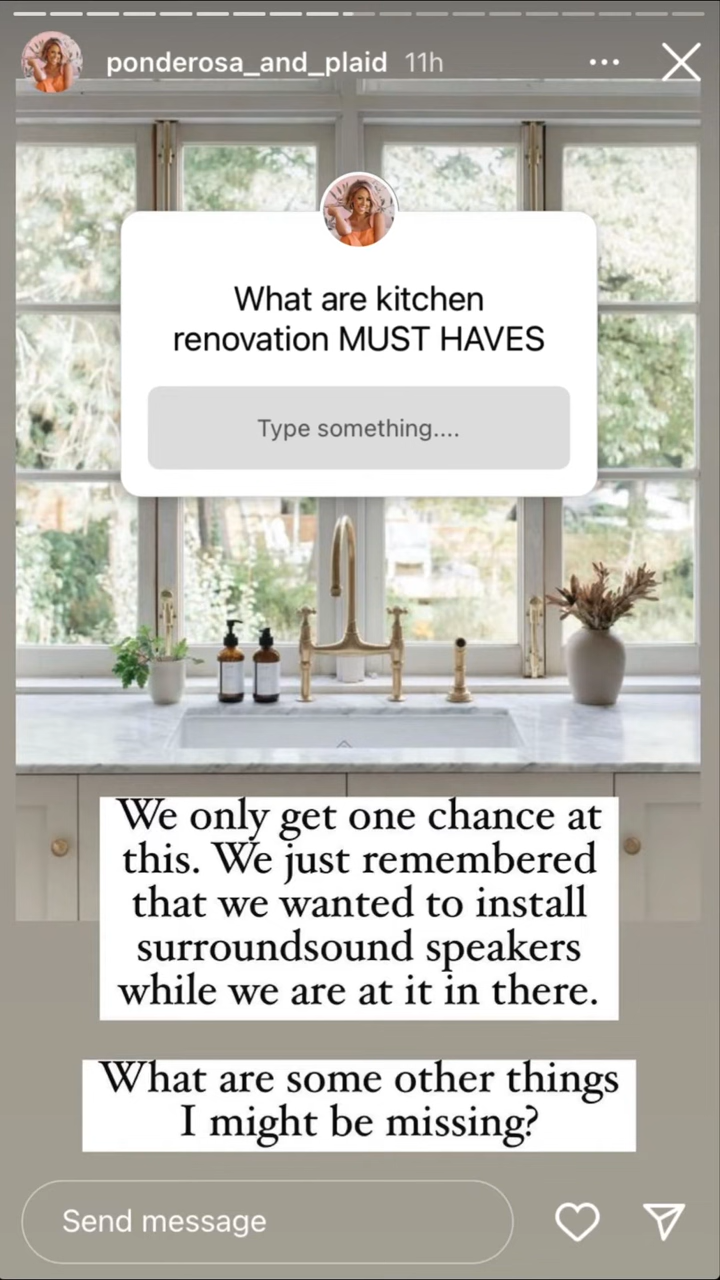 ponderosa_and_plaid 11h
What are kitchen
renovation MUST HAVES
Type something....
We only get one chance at
this. We just remembered
that we wanted to install
surroundsound speakers
while we are at it in there.
What are some other things
I might be missing?
Send message